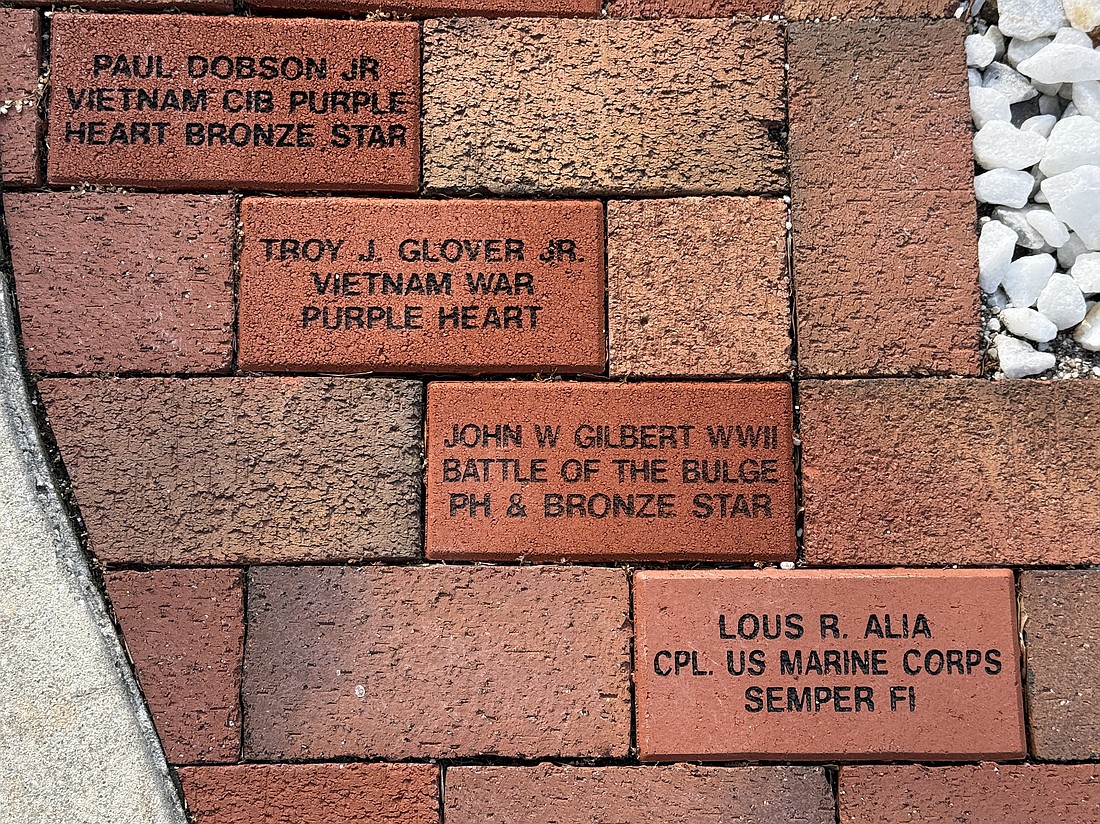 PAUL DOBSON JR
VIETNAM CIB PURPLE
HEART BRONZE STAR
TROY J. GLOVER JR.
VIETNAM WAR
PURPLE HEART
JOHN W GILBERT WWII
BATTLE OF THE BULGE
PH & BRONZE STAR
LOUS R. ALIA
CPL. US MARINE CORPS
SEMPER FI